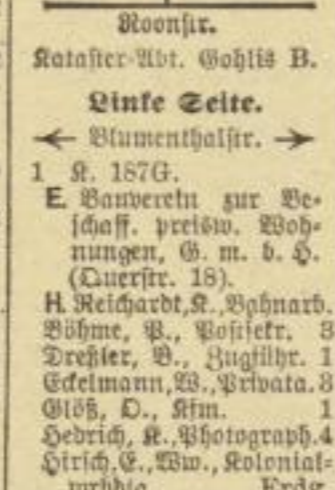 Roonstr.
Kataster-Abt. Gohlis B.
Linke Seite.
← Blumenthalstr. →
1 K. 187G.
E. Bauverein zur Be-
schaff. preisw. Woh-
nungen, G. m. b. H.
(Querstr. 18).
H. Reichardt, K., Bahnarb.
Böhme, P., Postsekr. 3
Dreßler, B., Zugführ. 1
Eckelmann, W., Privata. 3
Glöß, O., Kfm. 1
Hedrich, K., Photograph. 4
Hirsch, E., Ww., Kolonial-